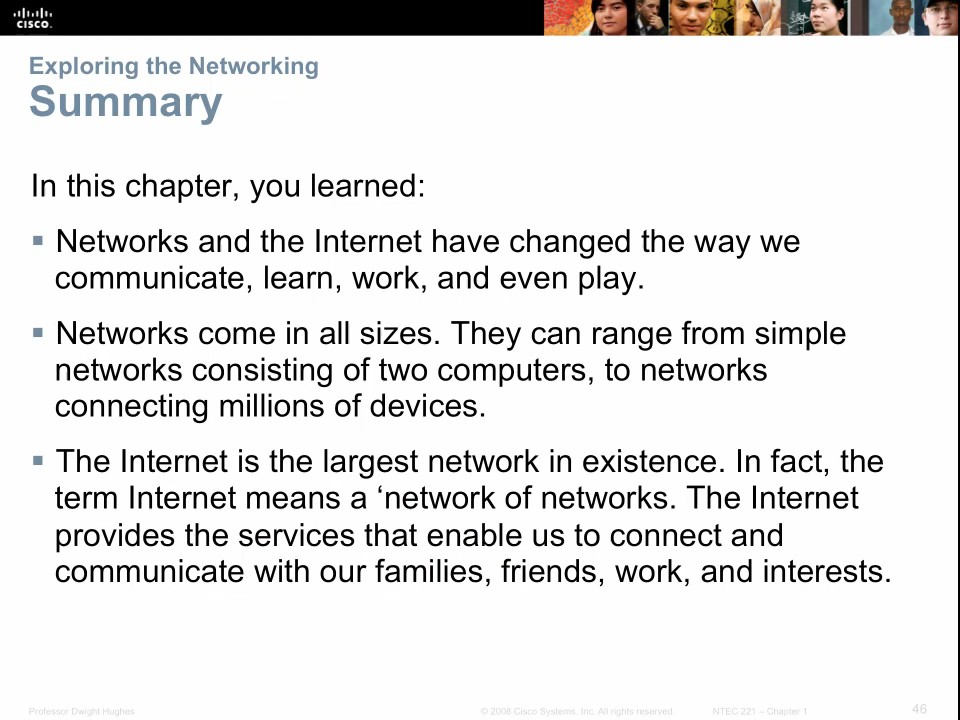 CISCO
Exploring the Networking
Summary
In this chapter, you learned:
▪ Networks and the Internet have changed the way we
communicate, learn, work, and even play.
▪ Networks come in all sizes. They can range from simple
networks consisting of two computers, to networks
connecting millions of devices.
▪ The Internet is the largest network in existence. In fact, the
term Internet means a ‘network of networks. The Internet
provides the services that enable us to connect and
communicate with our families, friends, work, and interests.
Professor Dwight Hughes © 2008 Cisco Systems, Inc. All rights reserved. NTEC 221 – Chapter 1 46